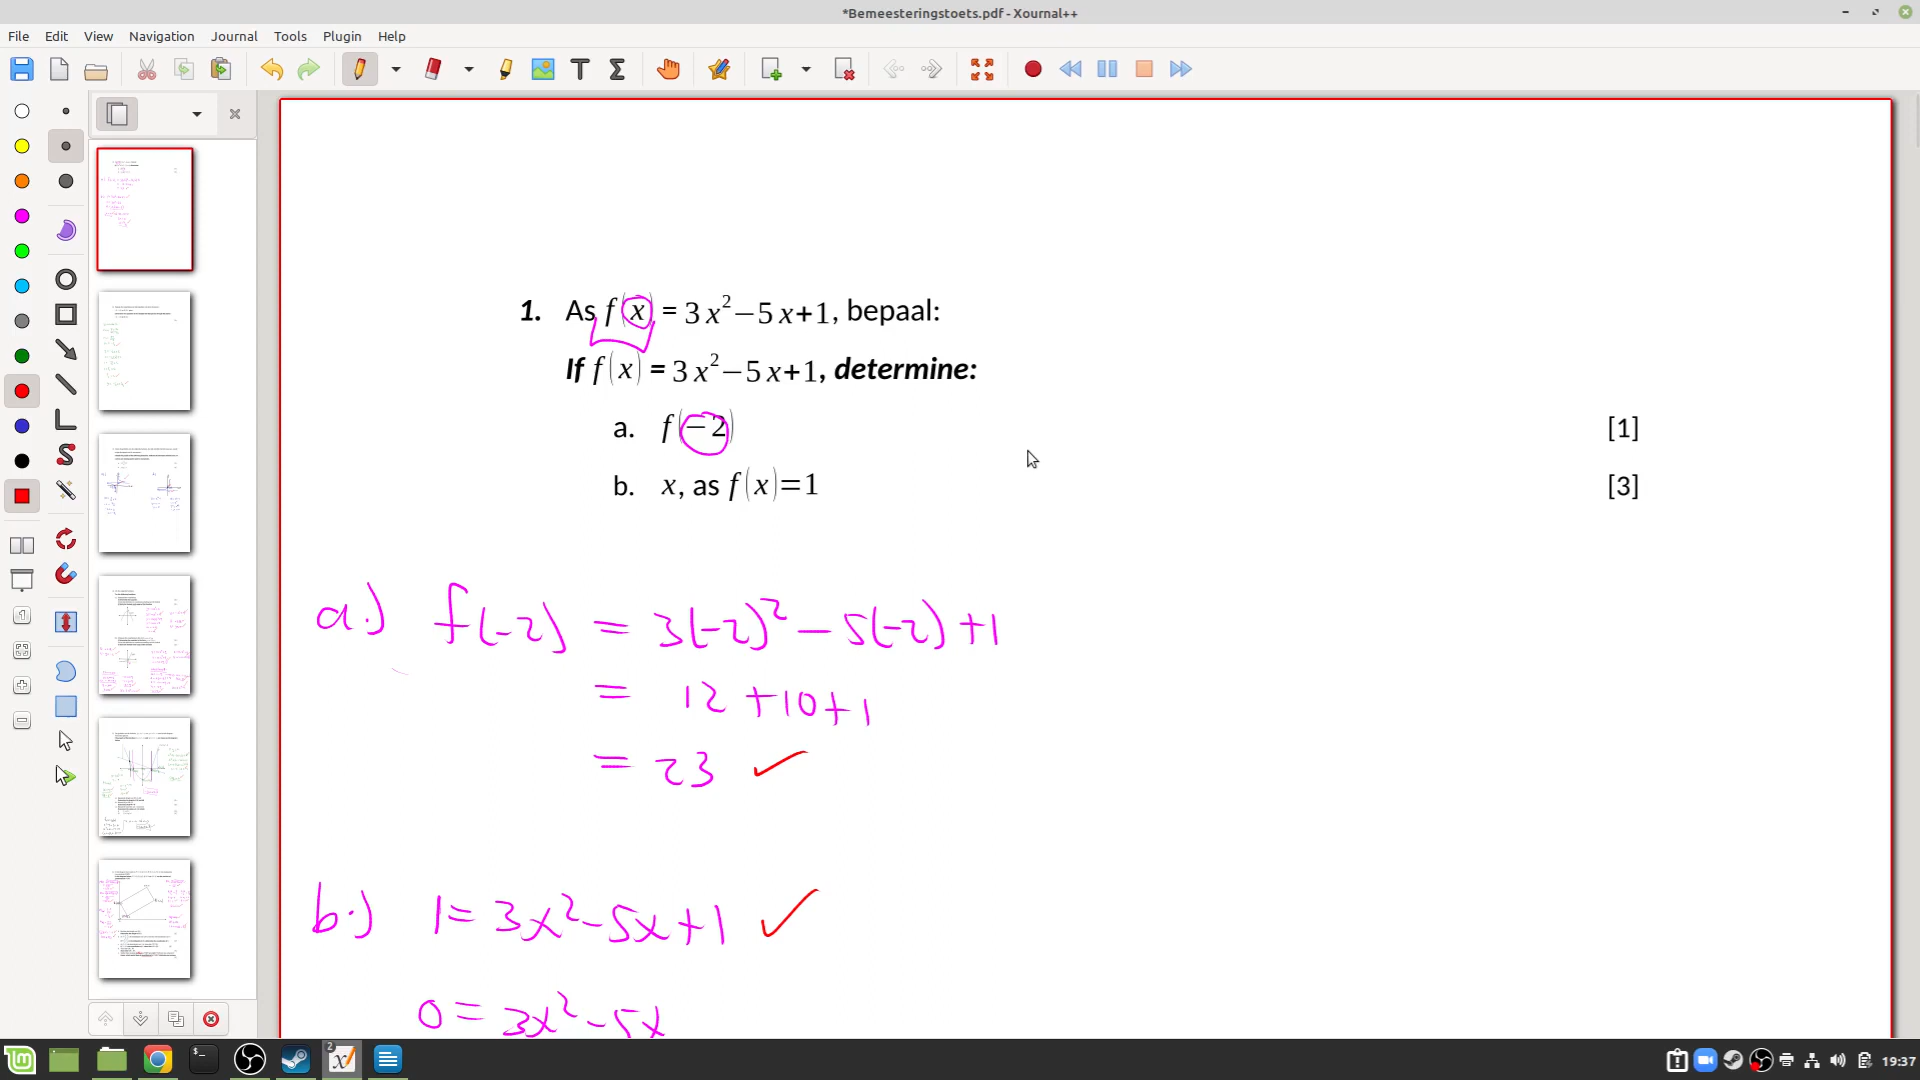 *Bemeesteringstoets.pdf - Xournal++
File Edit View Navigation Journal Tools Plugin Help
1. As f(x) = 3x²−5x+1, bepaal:
If f(x) = 3x²−5x+1, determine:
a. f(−2) [1]
b. x, as f(x)=1 [3]
a.) f(-2) = 3(-2)² - 5(-2) +1
= 12 +10+1
= 23
b.) 1= 3x²-5x+1
0 = 3x²-5x
2
19:37